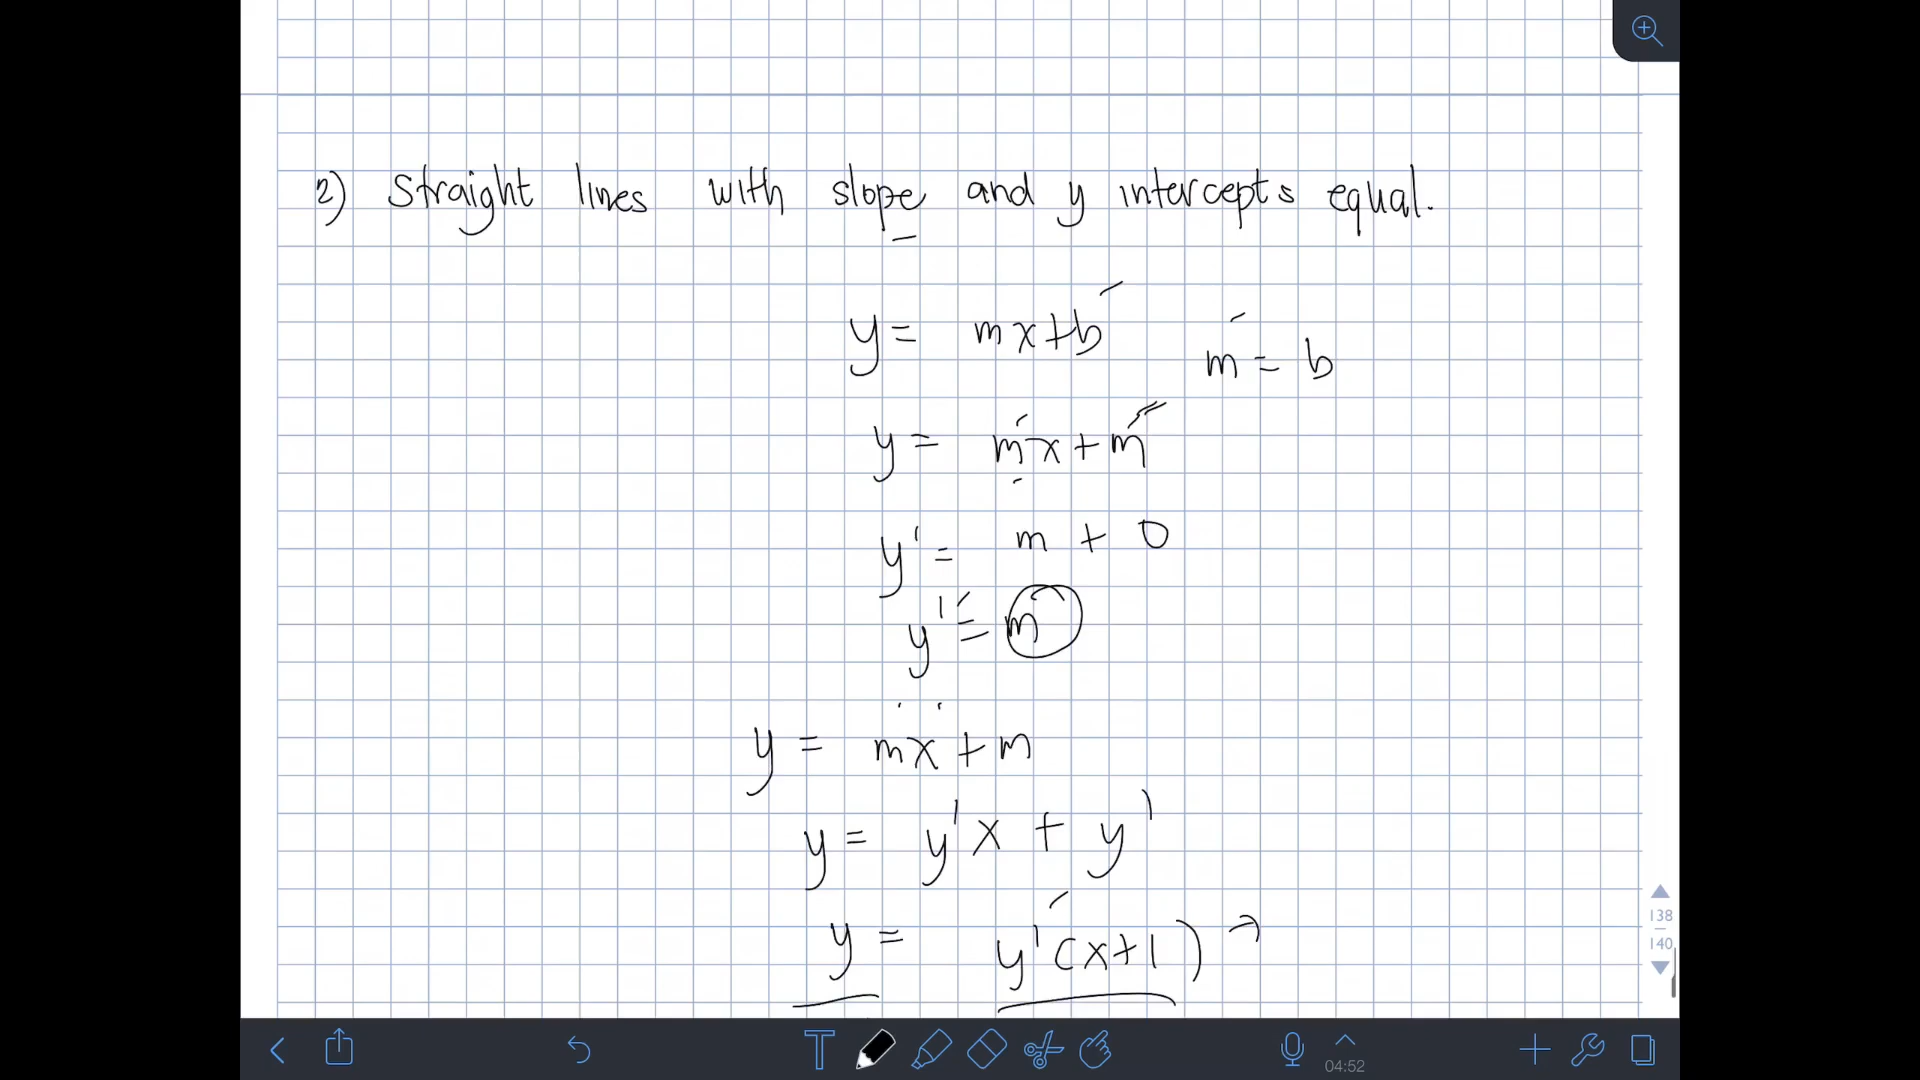 2) Straight lines with slope and y intercepts equal.
y = mx+b
m = b
y = mx+m
y' = m + 0
y' = m
y = mx+m
y = y'x + y'
y = y'(x+1)
138
140
T
04:52